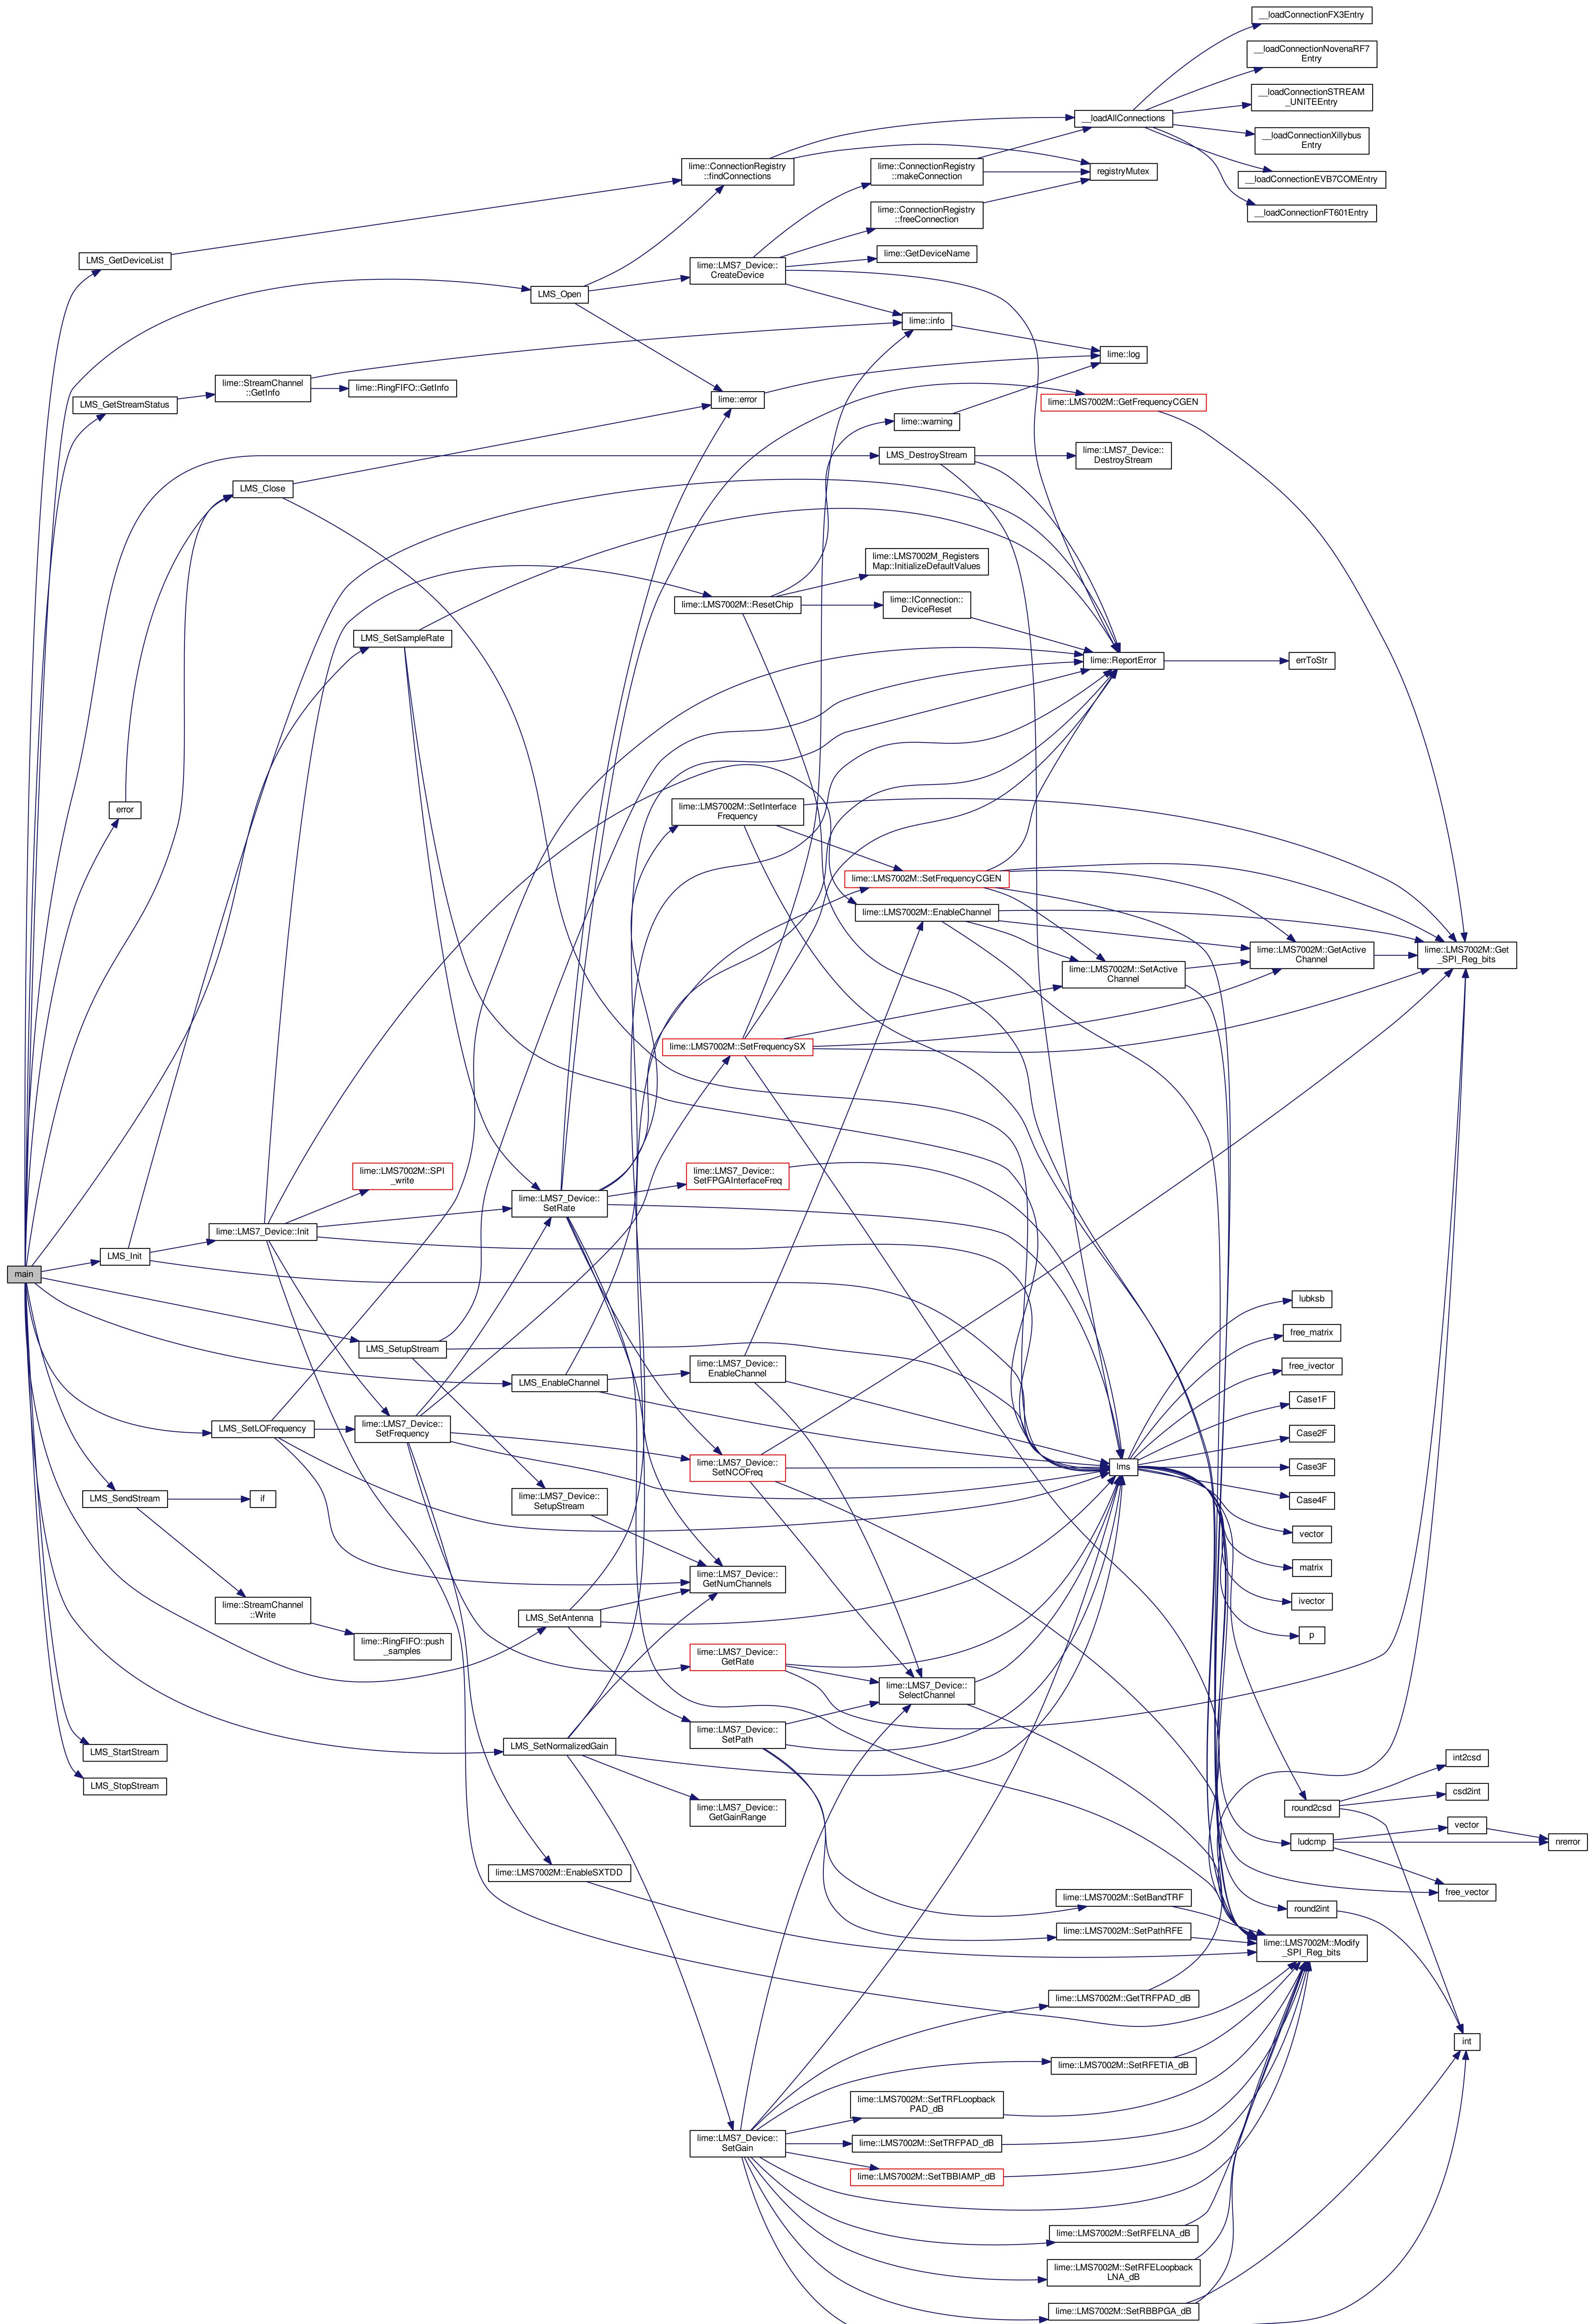 __loadConnectionFX3Entry
__loadConnectionNovenaRF7
Entry
__loadConnectionSTREAM
_UNITEEntry
__loadAllConnections
__loadConnectionXillybus
Entry
lime::ConnectionRegistry
::findConnections
lime::ConnectionRegistry
::makeConnection
registryMutex
__loadConnectionEVB7COMEntry
lime::ConnectionRegistry
::freeConnection
__loadConnectionFT601Entry
LMS_GetDeviceList
lime::GetDeviceName
lime::LMS7_Device::
CreateDevice
LMS_Open
lime::info
lime::log
lime::StreamChannel
::GetInfo
lime::RingFIFO::GetInfo
LMS_GetStreamStatus
lime::error
lime::LMS7002M::GetFrequencyCGEN
lime::warning
LMS_DestroyStream
lime::LMS7_Device::
DestroyStream
LMS_Close
lime::LMS7002M_Registers
Map::InitializeDefaultValues
lime::LMS7002M::ResetChip
lime::IConnection::
DeviceReset
LMS_SetSampleRate
lime::ReportError
errToStr
error
lime::LMS7002M::SetInterface
Frequency
lime::LMS7002M::SetFrequencyCGEN
lime::LMS7002M::EnableChannel
lime::LMS7002M::GetActive
Channel
lime::LMS7002M::Get
_SPI_Reg_bits
lime::LMS7002M::SetActive
Channel
lime::LMS7002M::SetFrequencySX
lime::LMS7002M::SPI
_write
lime::LMS7_Device::
SetFPGAInterfaceFreq
lime::LMS7_Device::
SetRate
lime::LMS7_Device::Init
LMS_Init
main
lubksb
free_matrix
LMS_SetupStream
free_ivector
lime::LMS7_Device::
EnableChannel
LMS_EnableChannel
Case1F
LMS_SetLOFrequency
lime::LMS7_Device::
SetFrequency
Case2F
lime::LMS7_Device::
SetNCOFreq
lms
Case3F
LMS_SendStream
if
lime::LMS7_Device::
SetupStream
Case4F
vector
lime::LMS7_Device::
GetNumChannels
matrix
lime::StreamChannel
::Write
LMS_SetAntenna
ivector
lime::RingFIFO::push
_samples
p
lime::LMS7_Device::
GetRate
lime::LMS7_Device::
SelectChannel
lime::LMS7_Device::
SetPath
LMS_SetNormalizedGain
LMS_StartStream
int2csd
LMS_StopStream
csd2int
lime::LMS7_Device::
GetGainRange
round2csd
vector
ludcmp
nrerror
lime::LMS7002M::EnableSXTDD
free_vector
lime::LMS7002M::SetBandTRF
round2int
lime::LMS7002M::SetPathRFE
lime::LMS7002M::Modify
_SPI_Reg_bits
lime::LMS7002M::GetTRFPAD_dB
int
lime::LMS7002M::SetRFETIA_dB
lime::LMS7002M::SetTRFLoopback
PAD_dB
lime::LMS7_Device::
SetGain
lime::LMS7002M::SetTRFPAD_dB
lime::LMS7002M::SetTBBIAMP_dB
lime::LMS7002M::SetRFELNA_dB
lime::LMS7002M::SetRFELoopback
LNA_dB
lime::LMS7002M::SetRBBPGA_dB